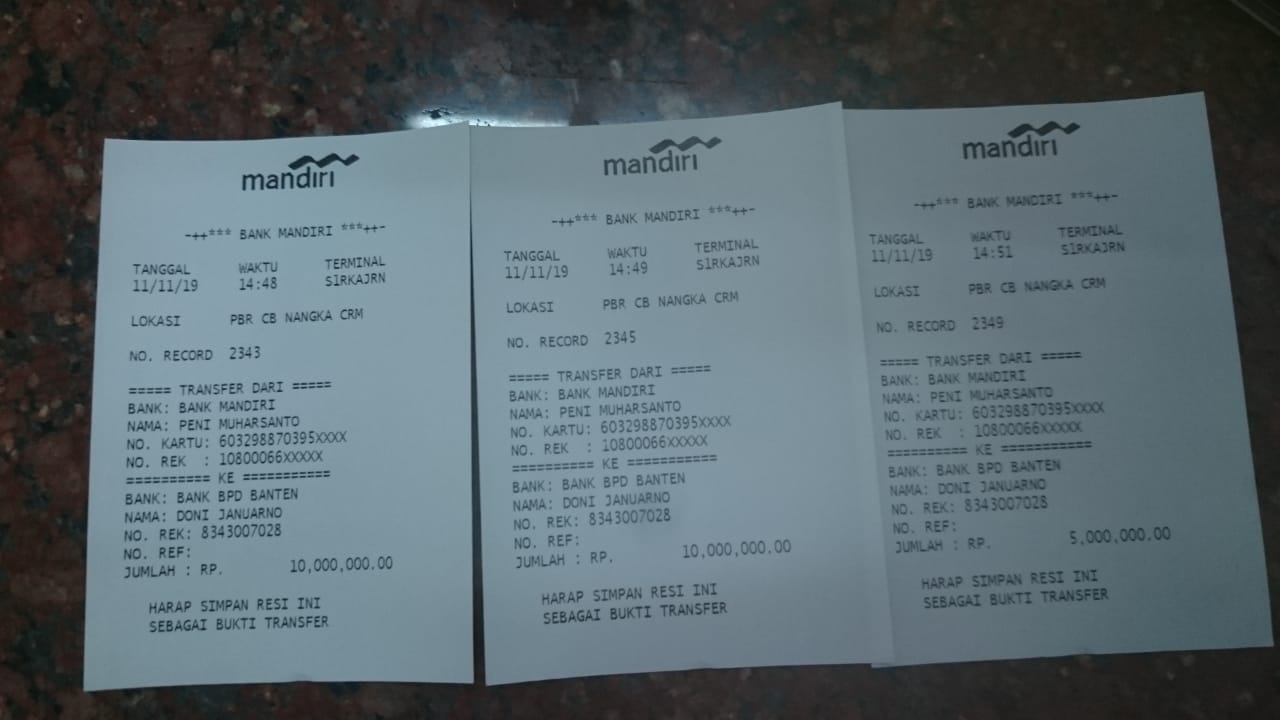 mandiri
-++*** BANK MANDIRI ***++-
TANGGAL WAKTU TERMINAL
11/11/19 14:48 S1RKAJRN
LOKASI PBR CB NANGKA CRM
NO. RECORD 2343
===== TRANSFER DARI =====
BANK: BANK MANDIRI
NAMA: PENI MUHARSANTO
NO. KARTU: 603298870395XXXX
NO. REK : 10800066XXXXX
========== KE ===========
BANK: BANK BPD BANTEN
NAMA: DONI JANUARNO
NO. REK: 8343007028
NO. REF:
JUMLAH : RP. 10,000,000.00
HARAP SIMPAN RESI INI
SEBAGAI BUKTI TRANSFER
mandiri
-++*** BANK MANDIRI ***++-
TANGGAL WAKTU TERMINAL
11/11/19 14:49 S1RKAJRN
LOKASI PBR CB NANGKA CRM
NO. RECORD 2345
===== TRANSFER DARI =====
BANK: BANK MANDIRI
NAMA: PENI MUHARSANTO
NO. KARTU: 603298870395XXXX
NO. REK : 10800066XXXXX
========== KE ===========
BANK: BANK BPD BANTEN
NAMA: DONI JANUARNO
NO. REK: 8343007028
NO. REF:
JUMLAH : RP. 10,000,000.00
HARAP SIMPAN RESI INI
SEBAGAI BUKTI TRANSFER
mandiri
-++*** BANK MANDIRI ***++-
TANGGAL WAKTU TERMINAL
11/11/19 14:51 S1RKAJRN
LOKASI PBR CB NANGKA CRM
NO. RECORD 2349
===== TRANSFER DARI =====
BANK: BANK MANDIRI
NAMA: PENI MUHARSANTO
NO. KARTU: 603298870395XXXX
NO. REK : 10800066XXXXX
========== KE ===========
BANK: BANK BPD BANTEN
NAMA: DONI JANUARNO
NO. REK: 8343007028
NO. REF:
JUMLAH : RP. 5,000,000.00
HARAP SIMPAN RESI INI
SEBAGAI BUKTI TRANSFER